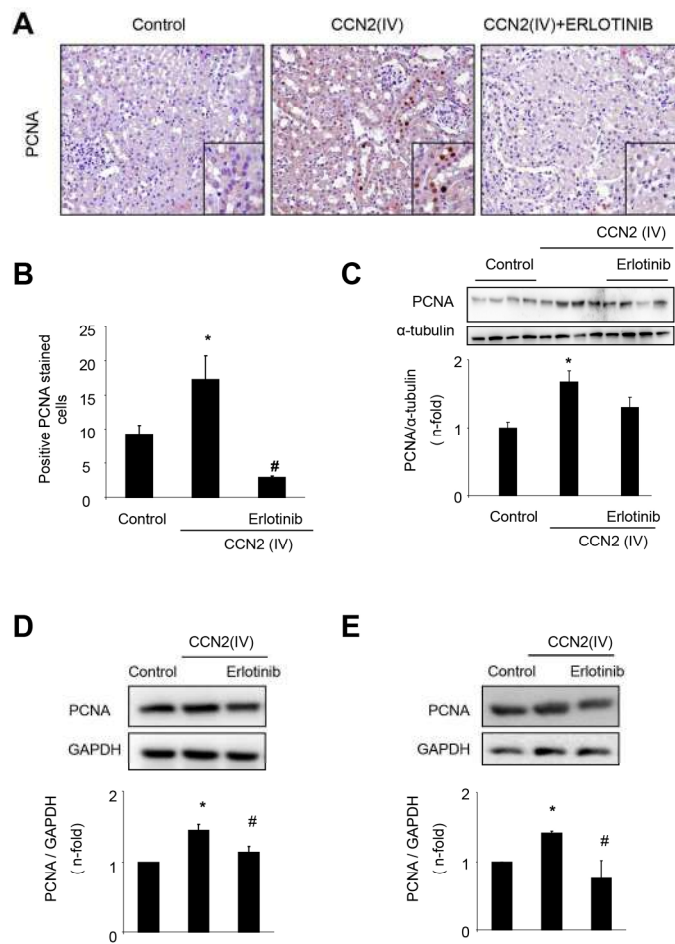 A
Control CCN2(IV) CCN2(IV)+ERLOTINIB
PCNA
B
Positive PCNA stained
cells
25
20
15
10
5
0
*
#
Control Erlotinib
CCN2 (IV)
C
CCN2 (IV)
Control Erlotinib
PCNA
α-tubulin
PCNA/α-tubulin
( n-fold)
2
1
0
*
Control Erlotinib
CCN2 (IV)
D
CCN2(IV)
Control Erlotinib
PCNA
GAPDH
PCNA / GAPDH
( n-fold)
2
1
0
*
#
E
CCN2(IV)
Control Erlotinib
PCNA
GAPDH
PCNA / GAPDH
( n-fold)
2
1
0
*
#